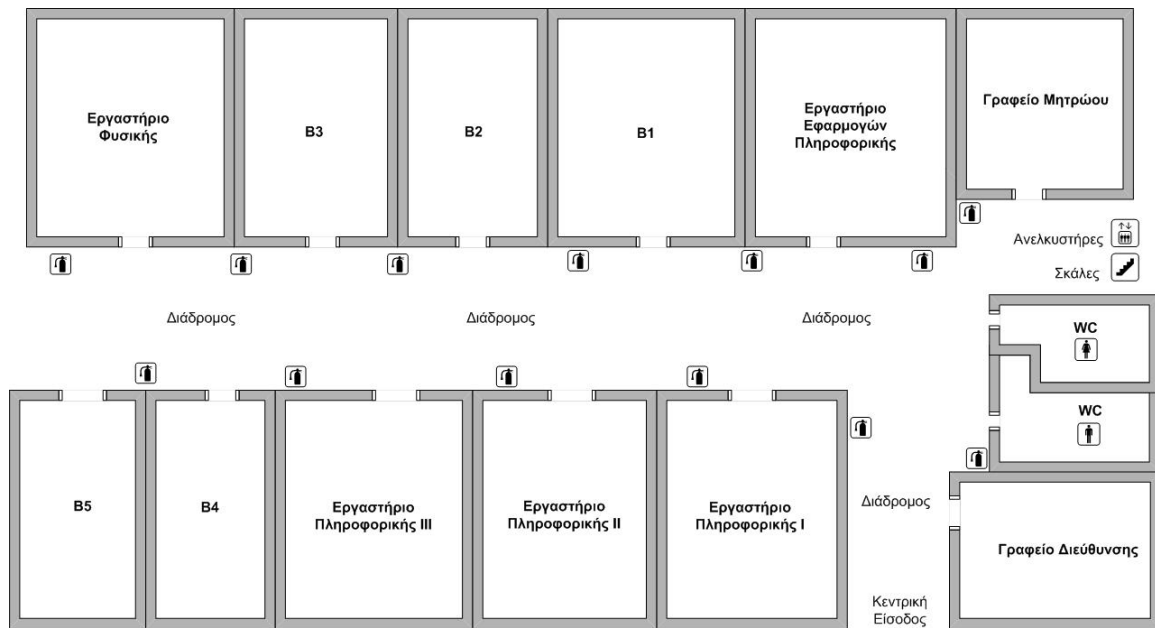 Εργαστήριο
Φυσικής
B3
B2
B1
Εργαστήριο
Εφαρμογών
Πληροφορικής
Γραφείο Μητρώου
Ανελκυστήρες
Σκάλες
Διάδρομος
Διάδρομος
Διάδρομος
WC
WC
B5
B4
Εργαστήριο
Πληροφορικής III
Εργαστήριο
Πληροφορικής II
Εργαστήριο
Πληροφορικής I
Διάδρομος
Γραφείο Διεύθυνσης
Κεντρική
Είσοδος